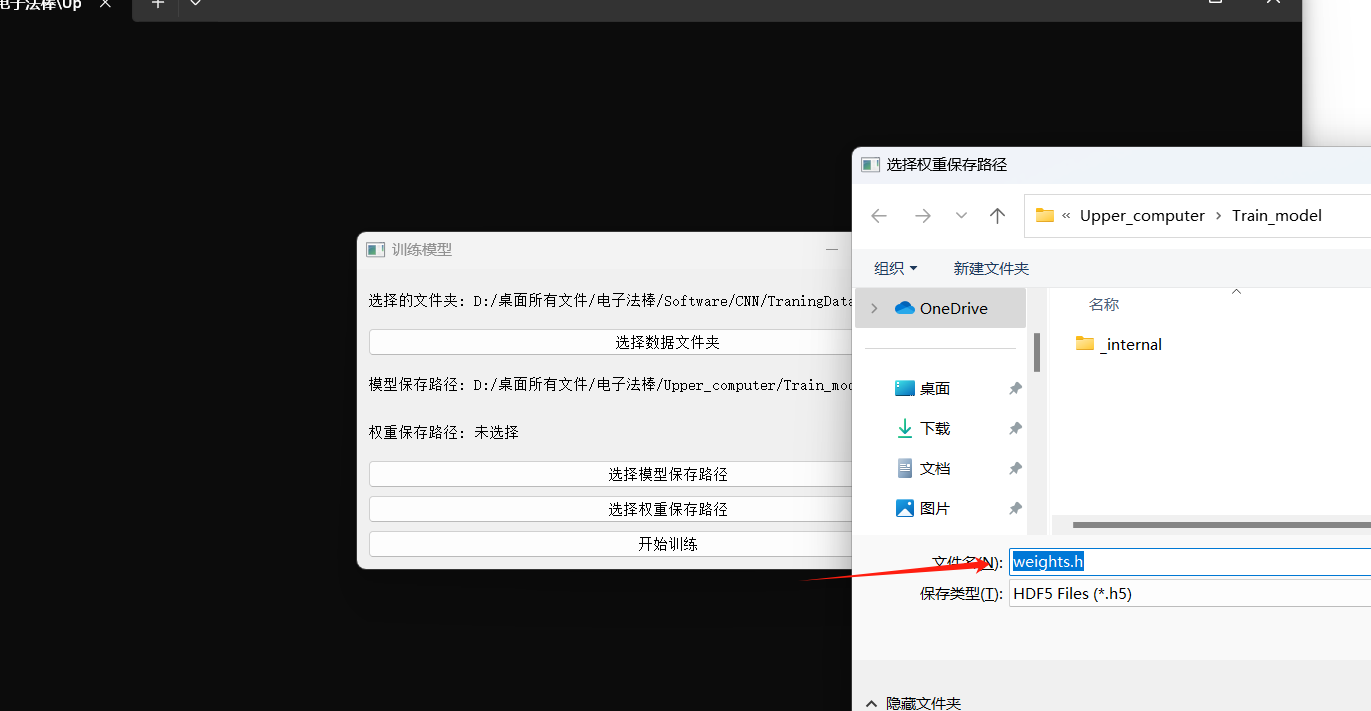 电子法棒\Up
选择权重保存路径
« Upper_computer › Train_model
训练模型
组织
新建文件夹
选择的文件夹: D:/桌面所有文件/电子法棒/Software/CNN/TraningData
OneDrive
名称
选择数据文件夹
_internal
模型保存路径: D:/桌面所有文件/电子法棒/Upper_computer/Train_mod
桌面
权重保存路径: 未选择
下载
选择模型保存路径
文档
选择权重保存路径
图片
开始训练
文件名(N):
weights.h
保存类型(T):
HDF5 Files (*.h5)
隐藏文件夹